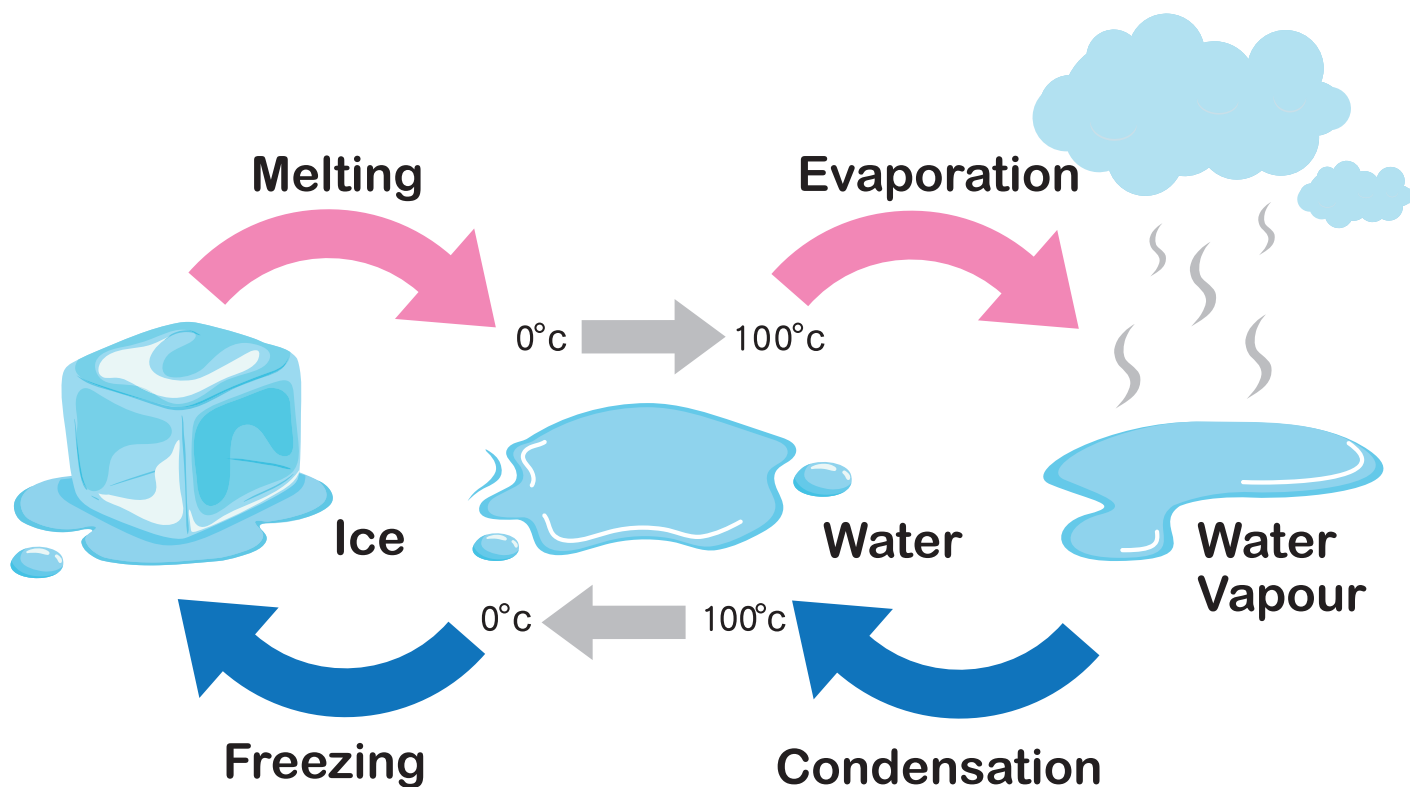 Melting
Evaporation
0°c
100°c
Ice
Water
Water
Vapour
0°c
100°c
Freezing
Condensation